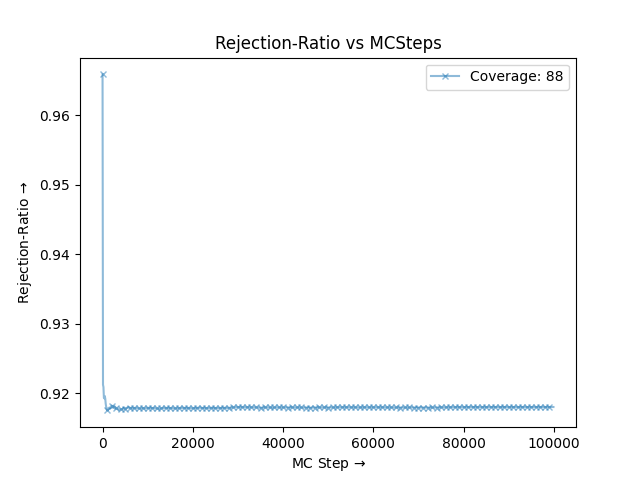 Rejection-Ratio vs MCSteps
Coverage: 88
0.96
0.95
0.94
0.93
0.92
Rejection-Ratio →
0 20000 40000 60000 80000 100000
MC Step →